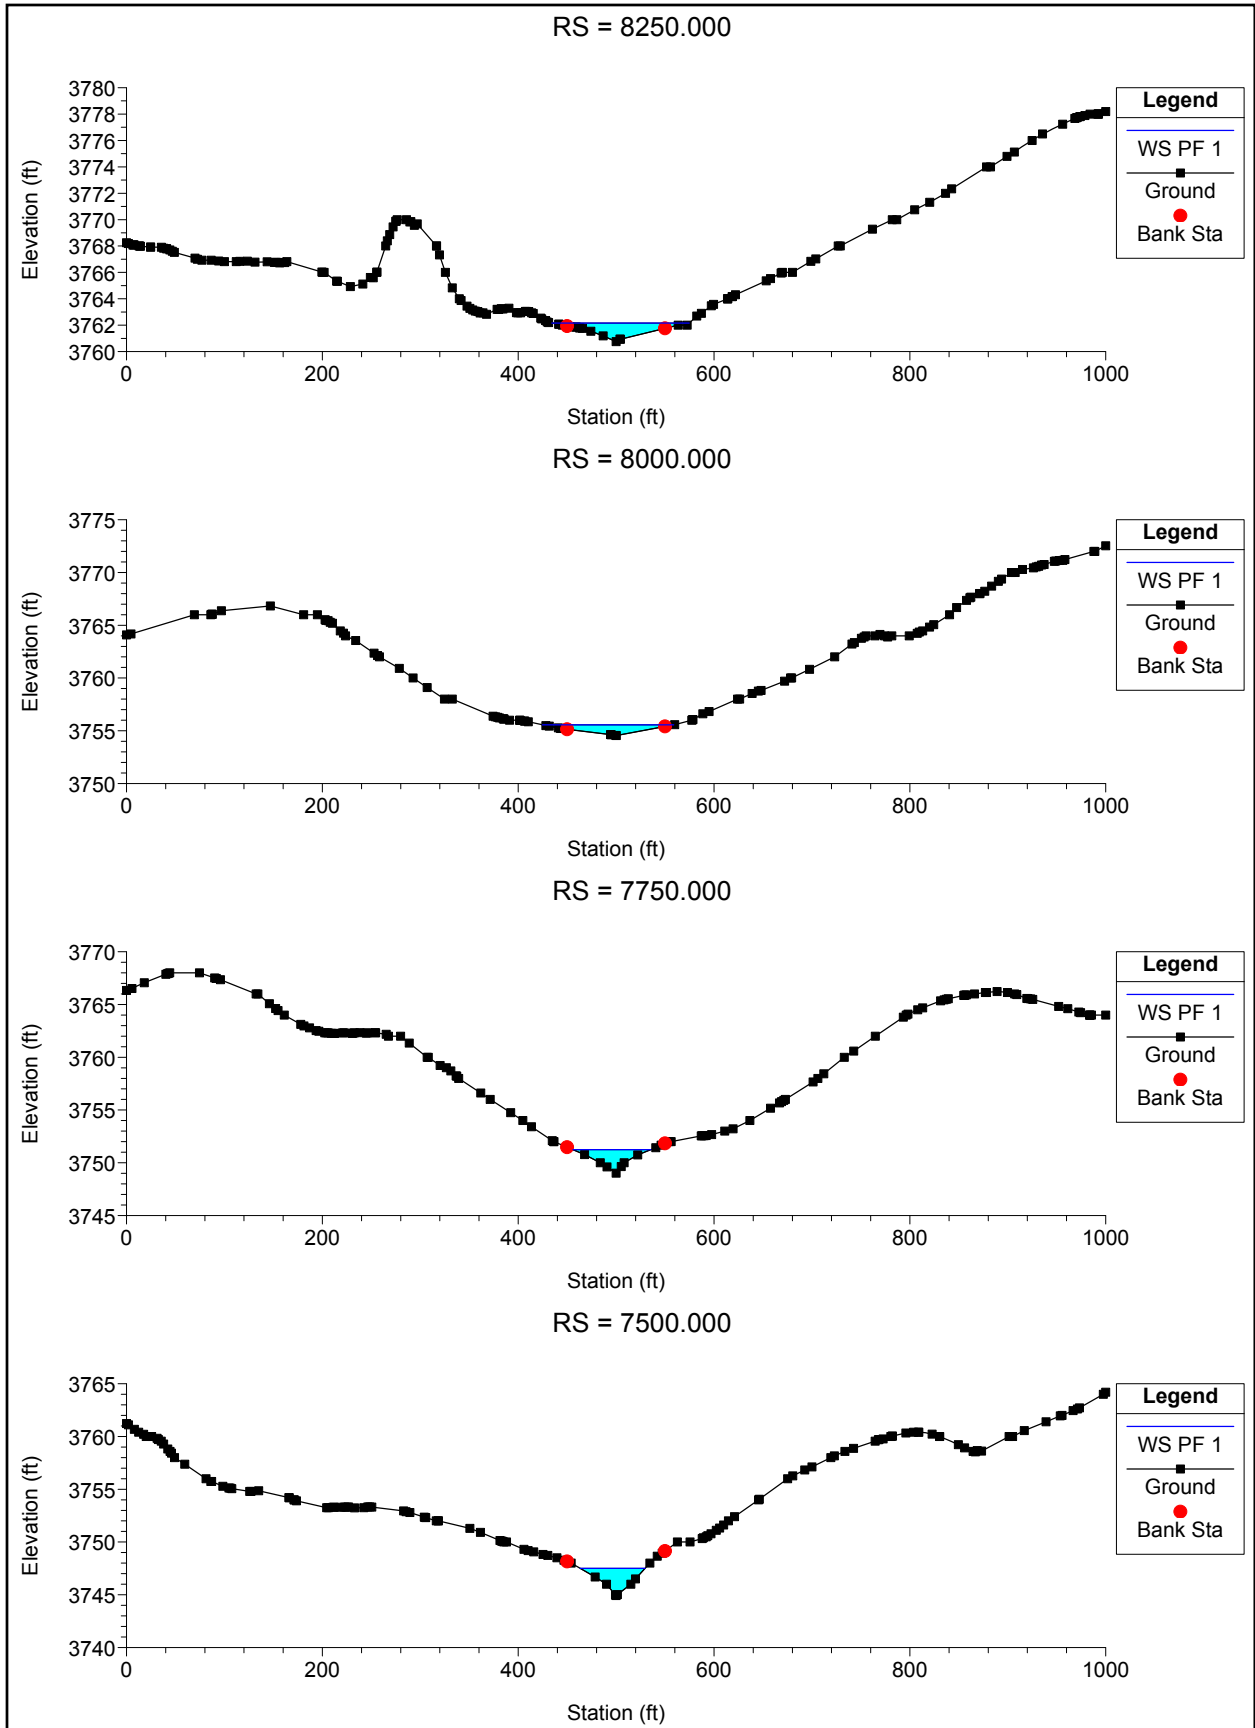 RS = 8250.000
Elevation (ft)
3780
3778
3776
3774
3772
3770
3768
3766
3764
3762
3760
0 200 400 600 800 1000
Station (ft)
Legend
WS PF 1
Ground
Bank Sta
RS = 8000.000
Elevation (ft)
3775
3770
3765
3760
3755
3750
0 200 400 600 800 1000
Station (ft)
Legend
WS PF 1
Ground
Bank Sta
RS = 7750.000
Elevation (ft)
3770
3765
3760
3755
3750
3745
0 200 400 600 800 1000
Station (ft)
Legend
WS PF 1
Ground
Bank Sta
RS = 7500.000
Elevation (ft)
3765
3760
3755
3750
3745
3740
0 200 400 600 800 1000
Station (ft)
Legend
WS PF 1
Ground
Bank Sta